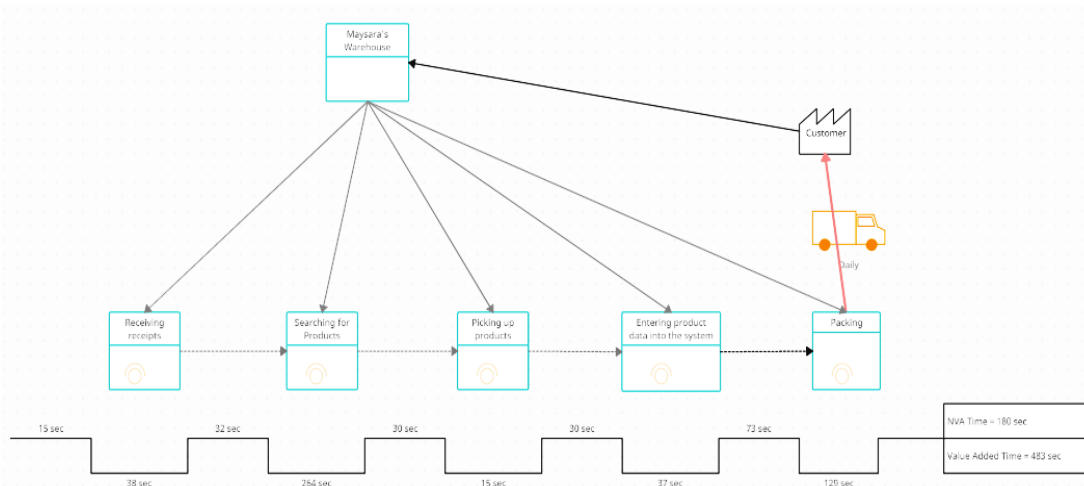 Maysara's
Warehouse
Customer
Daily
Receiving
receipts
Searching for
Products
Picking up
products
Entering product
data into the system
Packing
15 sec
32 sec
30 sec
30 sec
73 sec
NVA Time = 180 sec
Value Added Time = 483 sec
38 sec
264 sec
15 sec
37 sec
129 sec